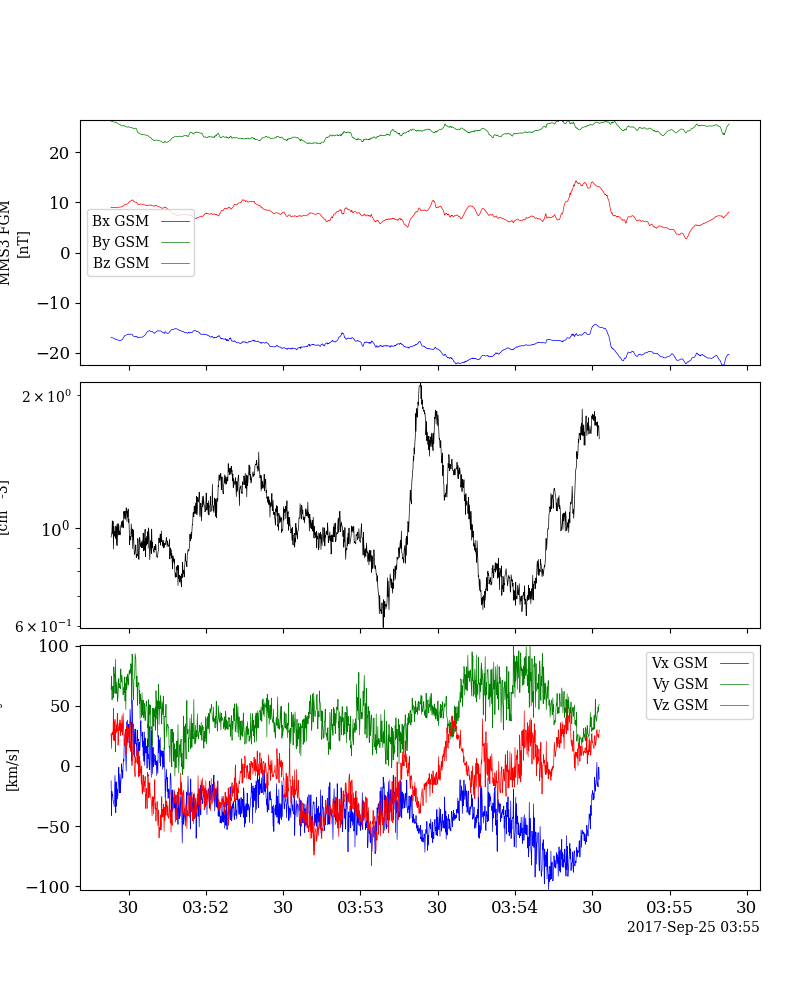 MMS3 FGM
[nT]
20
10
0
−10
−20
Bx GSM
By GSM
Bz GSM
[cm -3]
2 × 10⁰
10⁰
6 × 10⁻¹
[km/s]
100
50
0
−50
−100
Vx GSM
Vy GSM
Vz GSM
30 03:52 30 03:53 30 03:54 30 03:55 30
2017-Sep-25 03:55